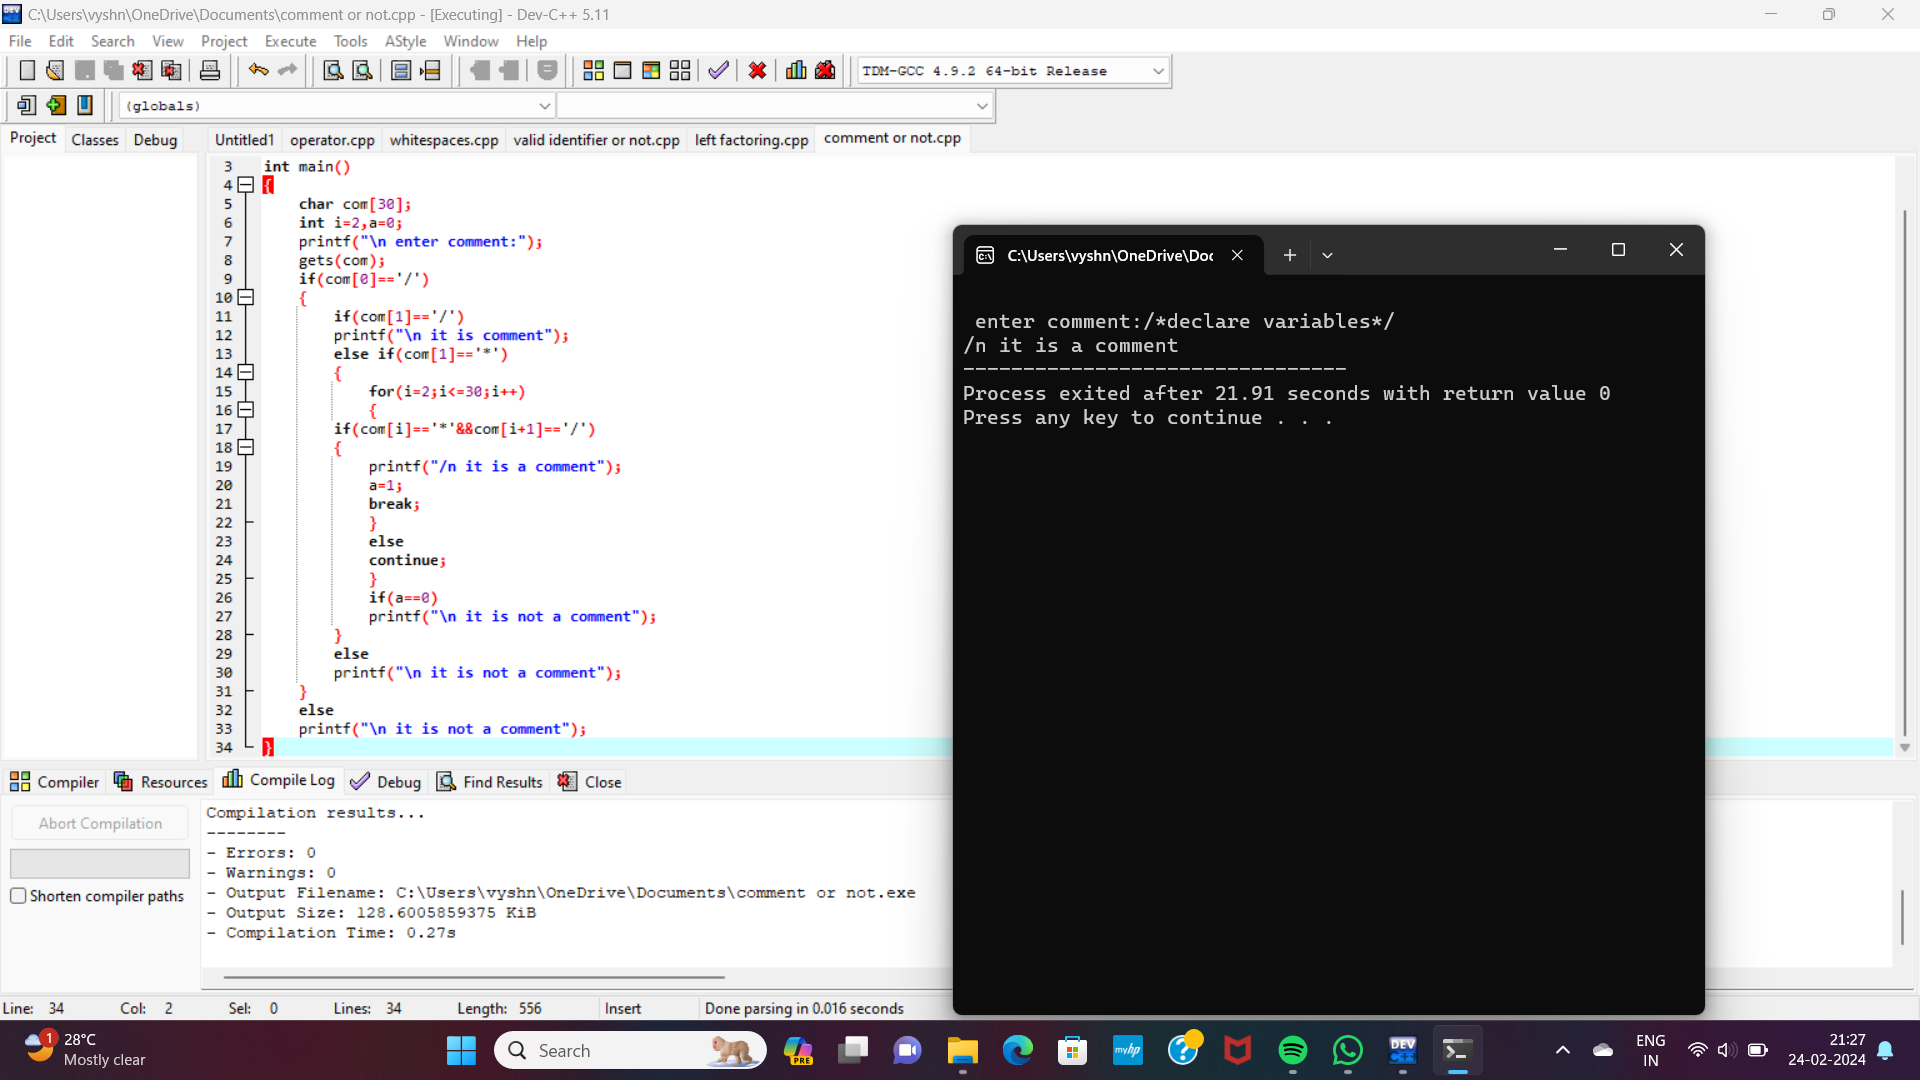 C:\Users\vyshn\OneDrive\Documents\comment or not.cpp - [Executing] - Dev-C++ 5.11
File Edit Search View Project Execute Tools AStyle Window Help
TDM-GCC 4.9.2 64-bit Release
(globals)
Project Classes Debug
Untitled1 operator.cpp whitespaces.cpp valid identifier or not.cpp left factoring.cpp comment or not.cpp
3 int main()
4 {
5 char com[30];
6 int i=2,a=0;
7 printf("\n enter comment:");
8 gets(com);
9 if(com[0]=='/')
10 {
11 if(com[1]=='/')
12 printf("\n it is comment");
13 else if(com[1]=='*')
14 {
15 for(i=2;i<=30;i++)
16 {
17 if(com[i]=='*'&&com[i+1]=='/')
18 {
19 printf("/n it is a comment");
20 a=1;
21 break;
22 }
23 else
24 continue;
25 }
26 if(a==0)
27 printf("\n it is not a comment");
28 }
29 else
30 printf("\n it is not a comment");
31 }
32 else
33 printf("\n it is not a comment");
34 }
C:\Users\vyshn\OneDrive\Doc
enter comment:/*declare variables*/
/n it is a comment
--------------------------------
Process exited after 21.91 seconds with return value 0
Press any key to continue . . .
Compiler Resources Compile Log Debug Find Results Close
Abort Compilation
Shorten compiler paths
Compilation results...
--------
- Errors: 0
- Warnings: 0
- Output Filename: C:\Users\vyshn\OneDrive\Documents\comment or not.exe
- Output Size: 128.6005859375 KiB
- Compilation Time: 0.27s
Line: 34 Col: 2 Sel: 0 Lines: 34 Length: 556 Insert Done parsing in 0.016 seconds
1
28°C
Mostly clear
Search
PRE
myhp
DEV
C++
ENG
IN
21:27
24-02-2024